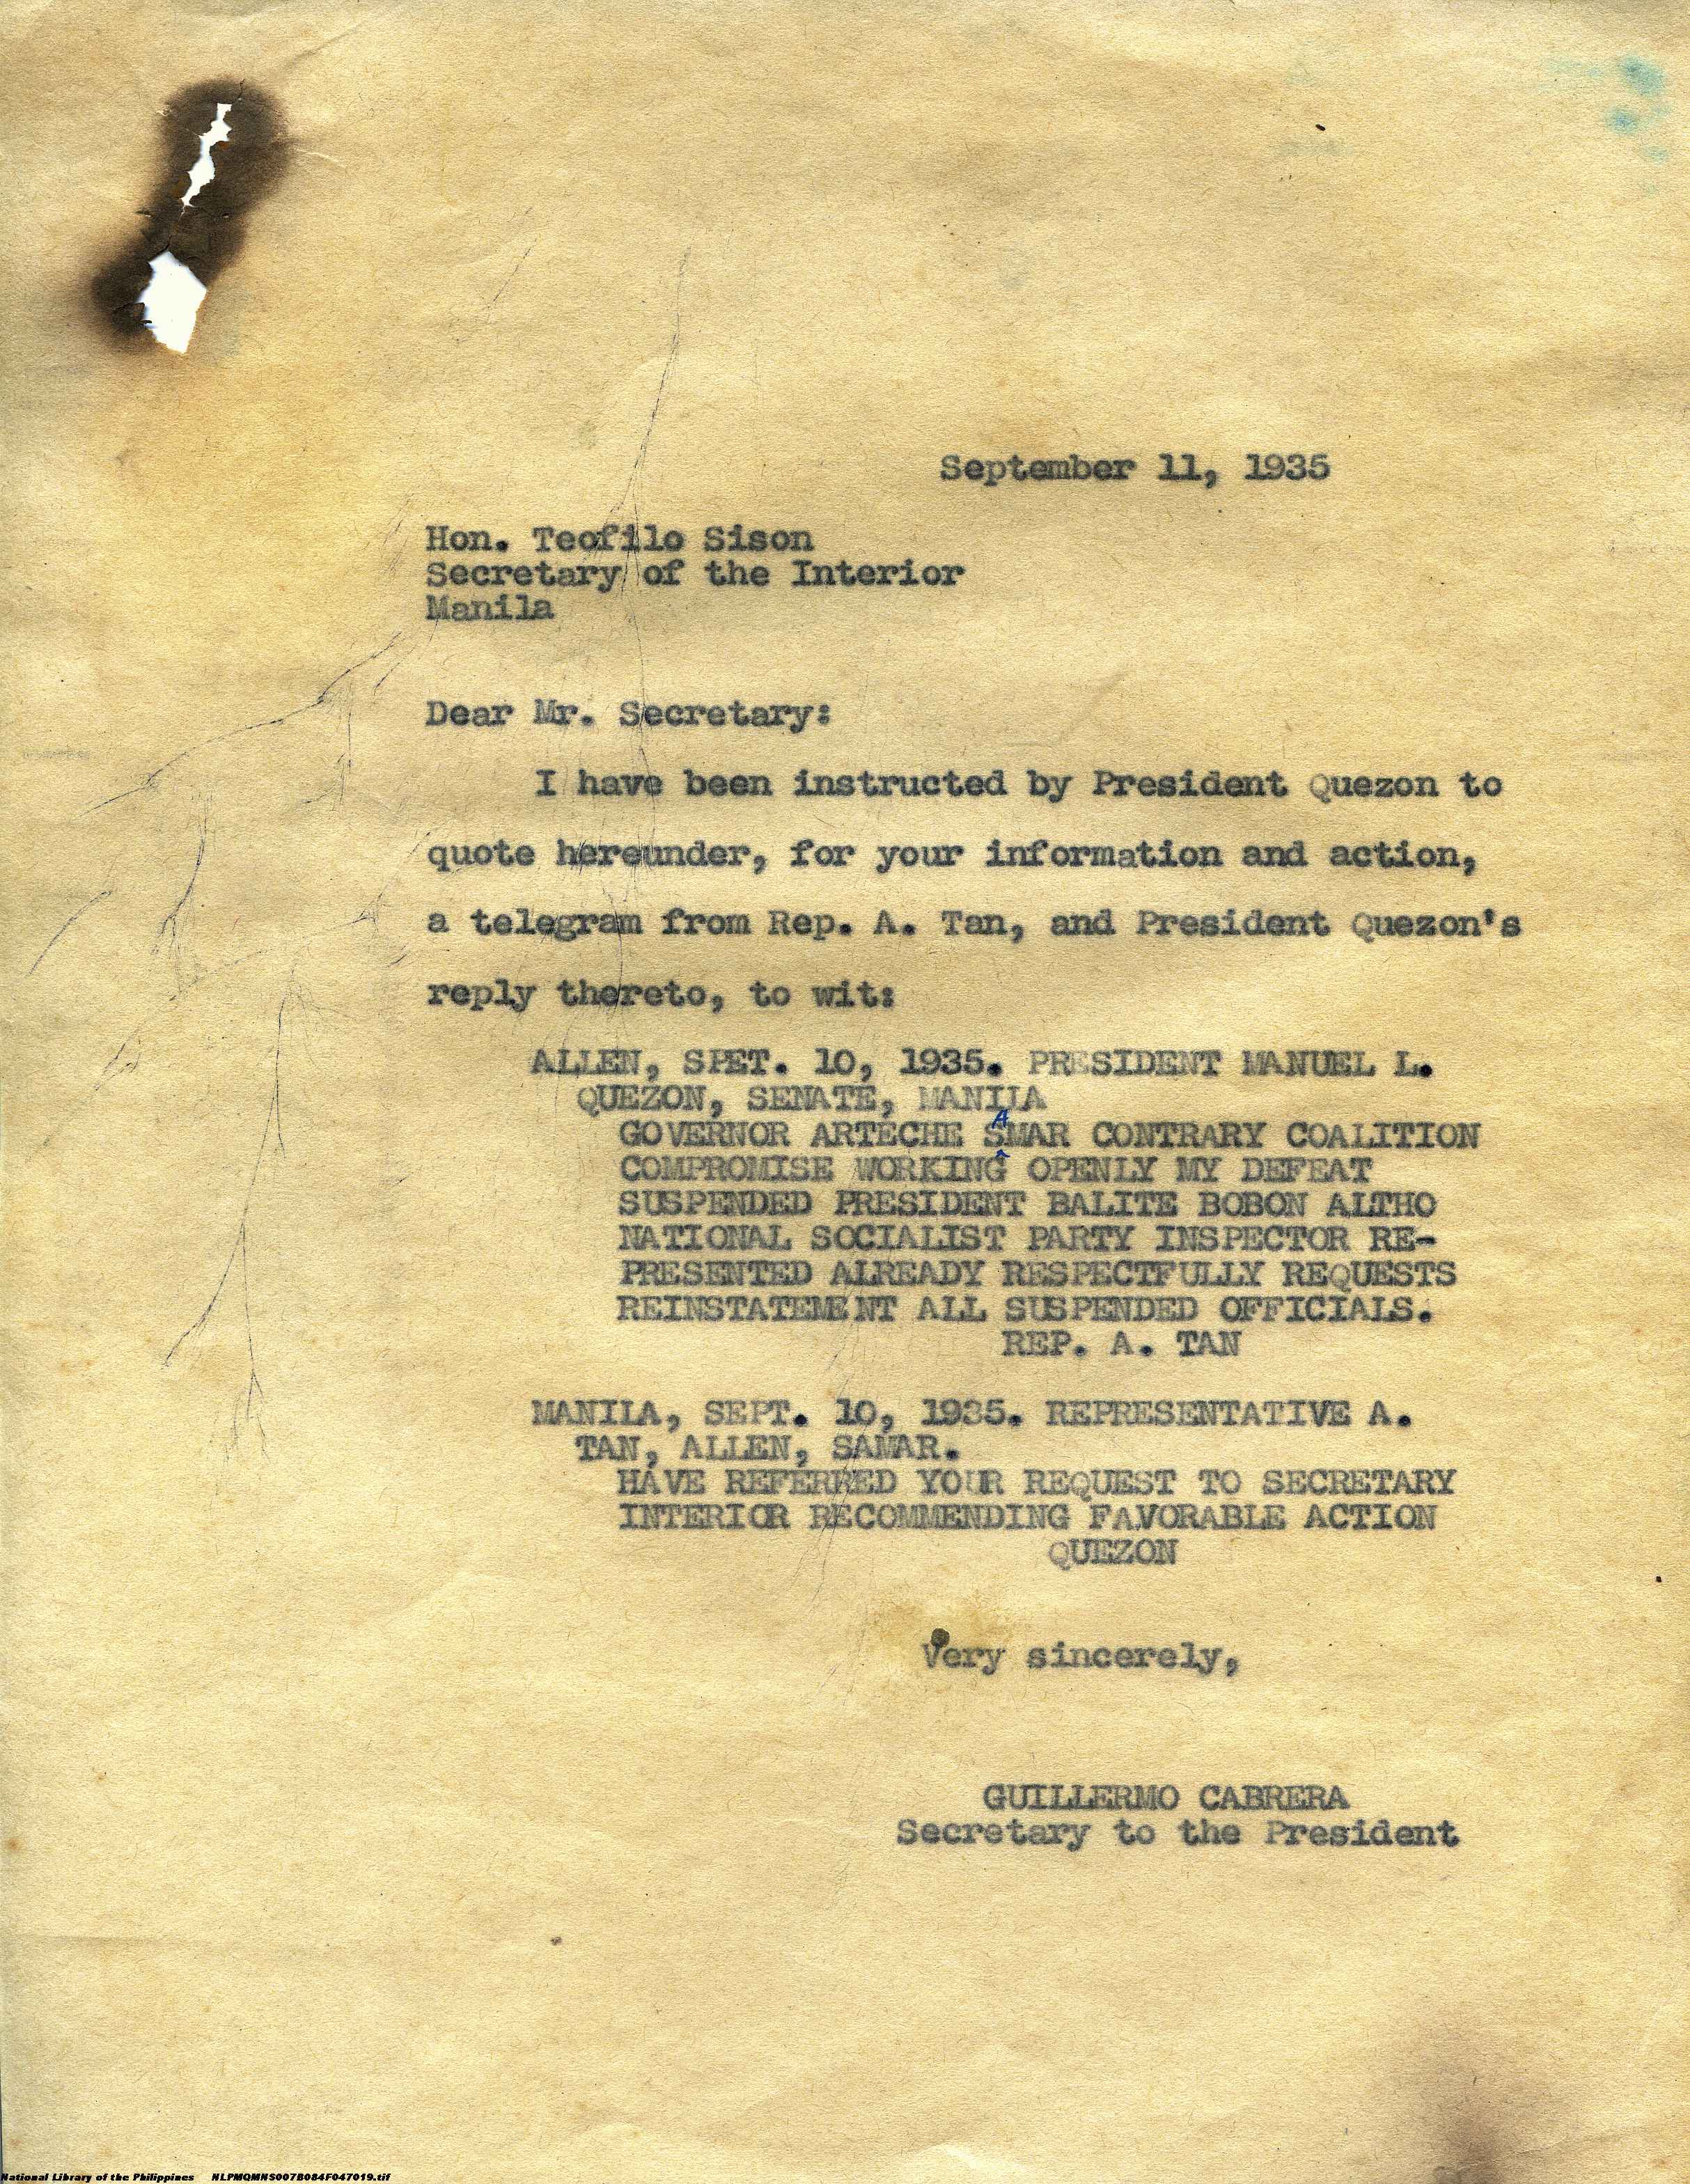 September 11, 1935
Hon. Teofilo Sison
Secretary of the Interior
Manila
Dear Mr. Secretary:
I have been instructed by President Quezon to
quote hereunder, for your information and action,
a telegram from Rep. A. Tan, and President Quezon's
reply thereto, to wit:
ALLEN, SPET. 10, 1935. PRESIDENT MANUEL L.
QUEZON, SENATE, MANILA
GOVERNOR ARTECHE SAMAR CONTRARY COALITION
COMPROMISE WORKING OPENLY MY DEFEAT
SUSPENDED PRESIDENT BALITE BOBON ALTHO
NATIONAL SOCIALIST PARTY INSPECTOR RE-
PRESENTED ALREADY RESPECTFULLY REQUESTS
REINSTATEMENT ALL SUSPENDED OFFICIALS.
REP. A. TAN
MANILA, SEPT. 10, 1935. REPRESENTATIVE A.
TAN, ALLEN, SAMAR.
HAVE REFERRED YOUR REQUEST TO SECRETARY
INTERIOR RECOMMENDING FAVORABLE ACTION
QUEZON
Very sincerely,
GUILLERMO CABRERA
Secretary to the President
National Library of the Philippines NLPMQMNS007B084F047019.tif